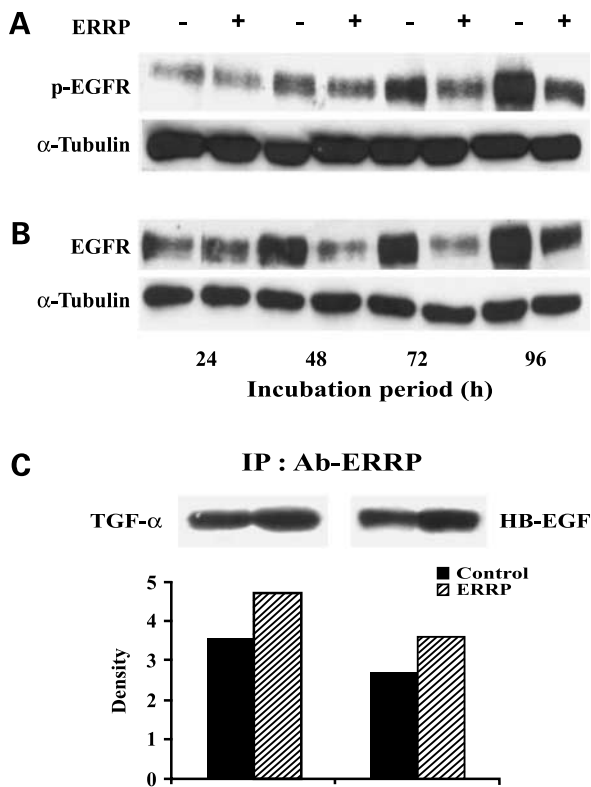 A
ERRP - + - + - + - +
p-EGFR
α-Tubulin
B
EGFR
α-Tubulin
24 48 72 96
Incubation period (h)
C
IP : Ab-ERRP
TGF-α HB-EGF
Control
ERRP
5
4
3
2
1
0
Density